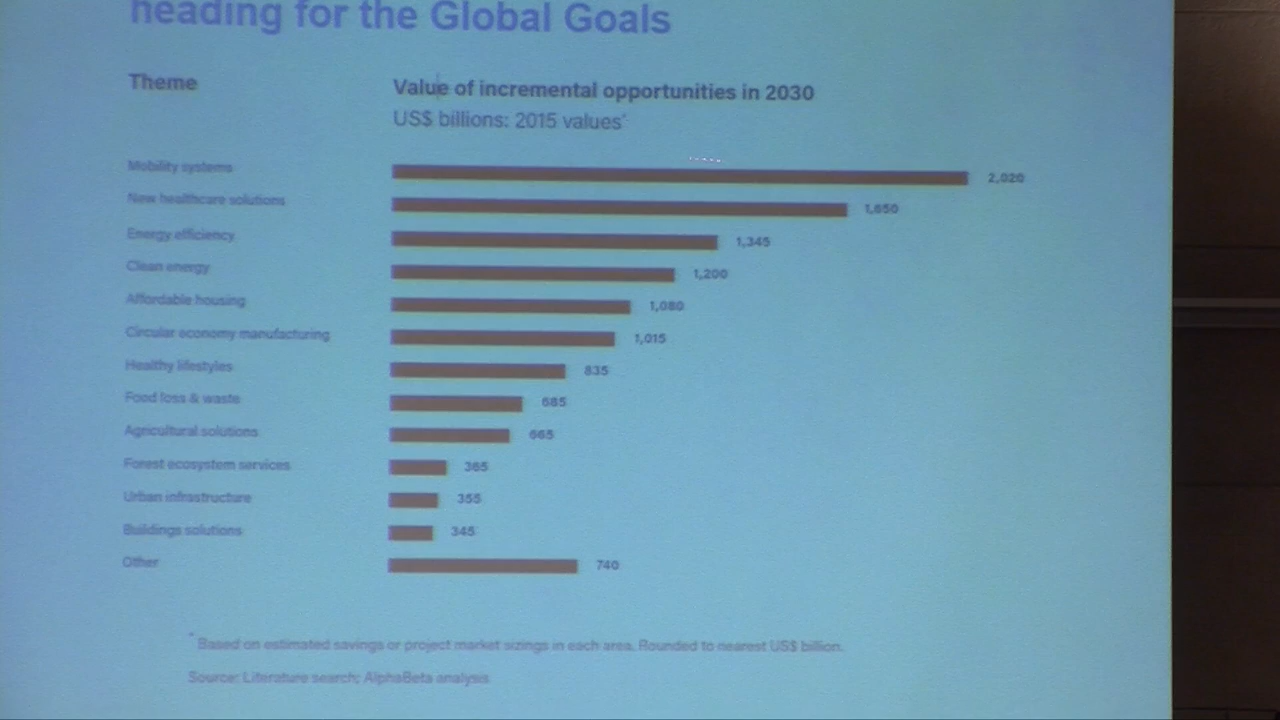 heading for the Global Goals
Theme
Value of incremental opportunities in 2030
US$ billions: 2015 values*
Mobility systems 2,020
New healthcare solutions 1,650
Energy efficiency 1,345
Clean energy 1,200
Affordable housing 1,080
Circular economy manufacturing 1,015
Healthy lifestyles 835
Food loss & waste 685
Agricultural solutions 665
Forest ecosystem services 365
Urban infrastructure 355
Buildings solutions 345
Other 740
* Based on estimated savings or project market sizings in each area. Rounded to nearest US$ billion.
Source: Literature search; AlphaBeta analysis